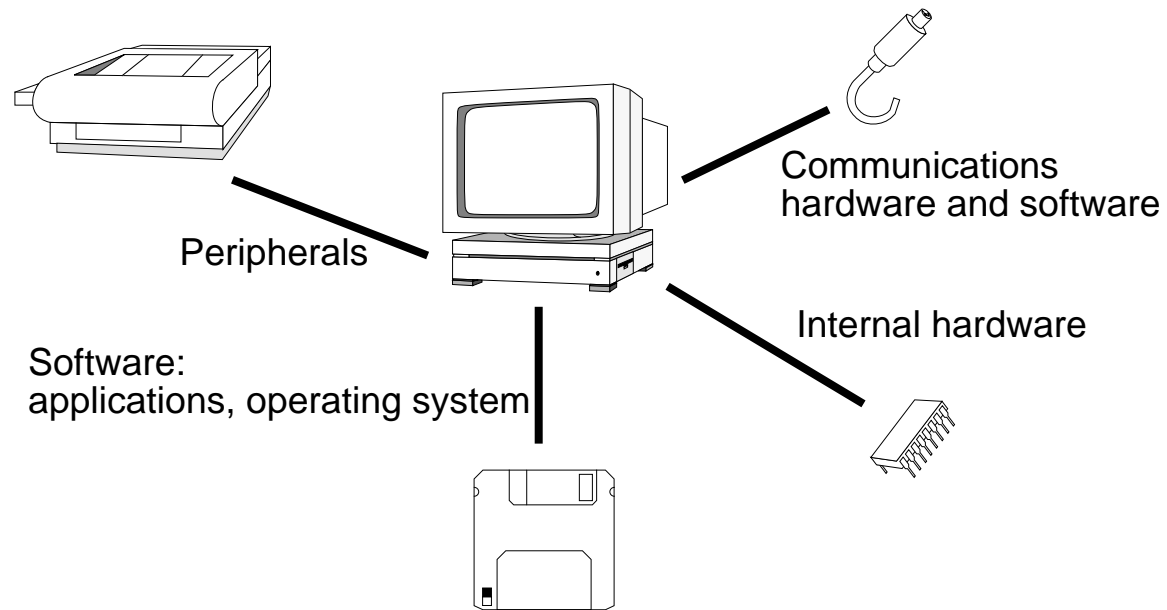 Communications
hardware and software
Peripherals
Internal hardware
Software:
applications, operating system